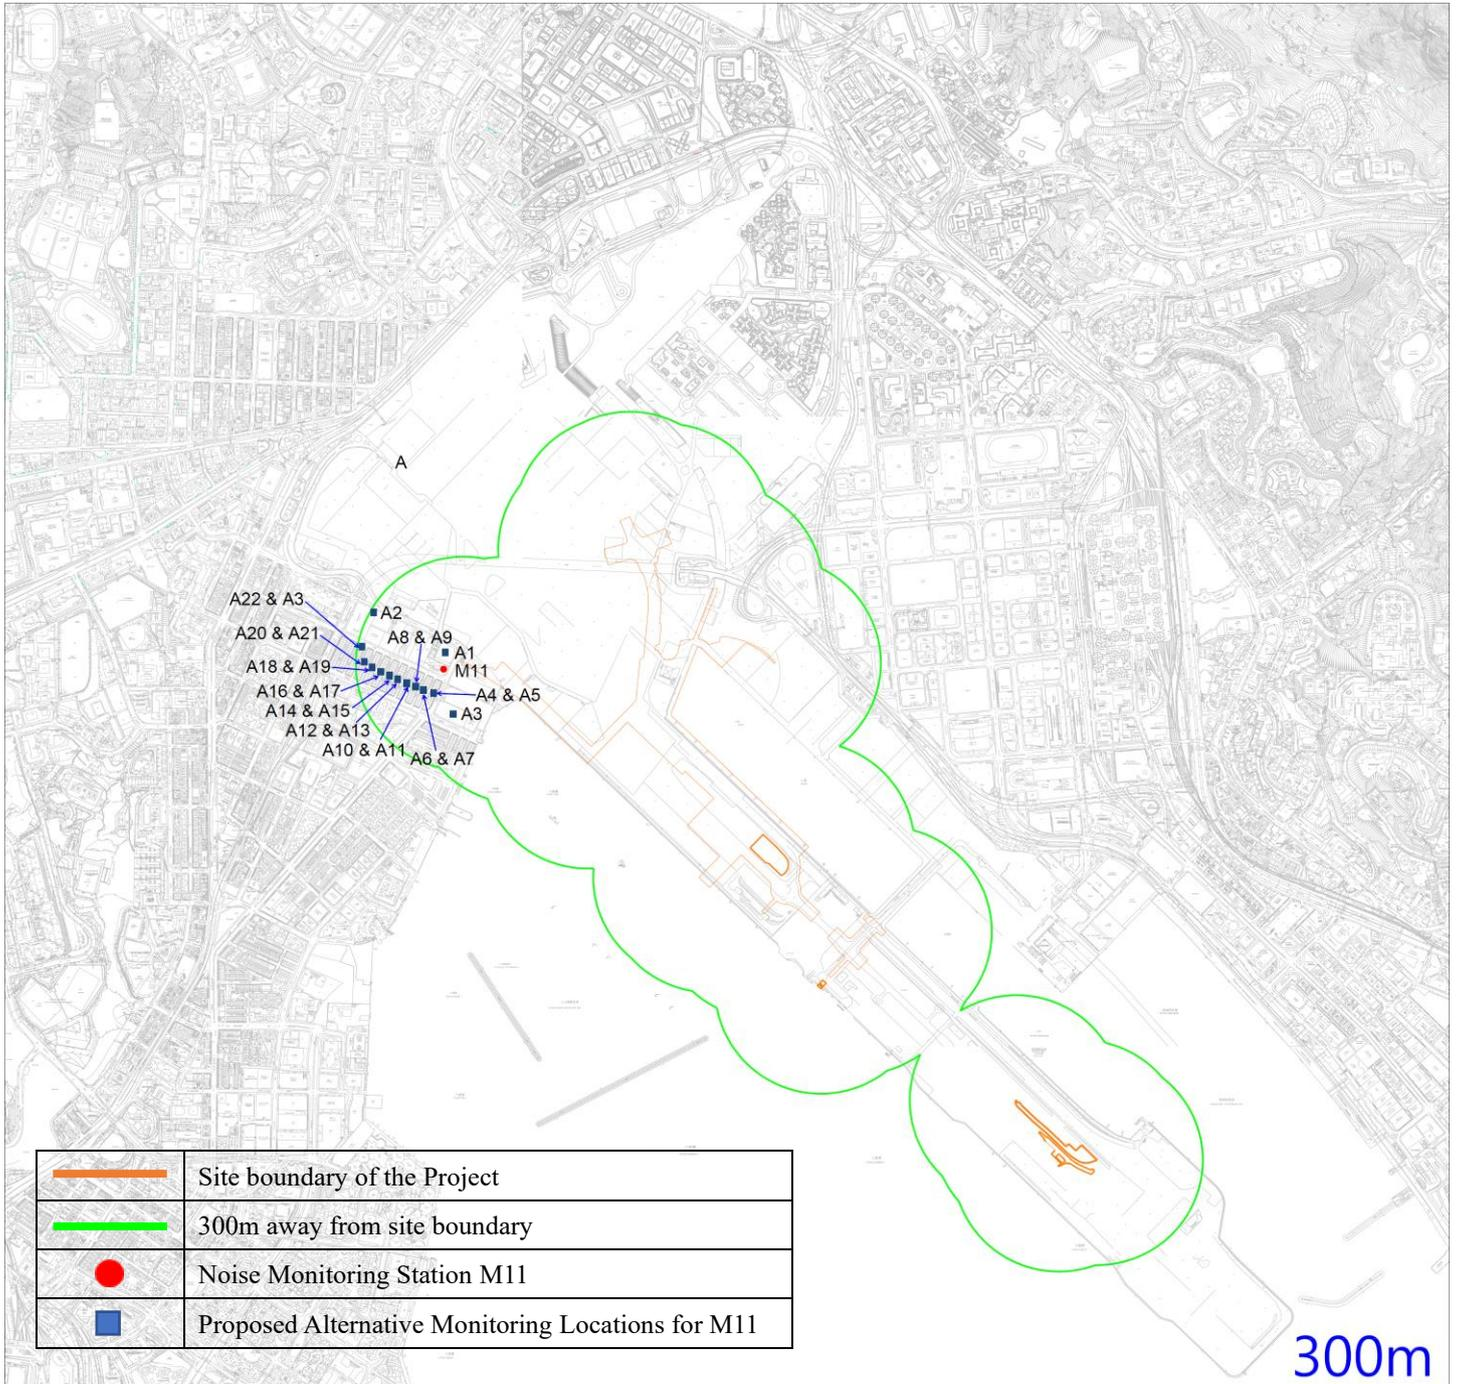 A
A22 & A3
A2
A20 & A21
A8 & A9
A1
A18 & A19
M11
A16 & A17
A4 & A5
A14 & A15
A3
A12 & A13
A10 & A11
A6 & A7
Site boundary of the Project
300m away from site boundary
Noise Monitoring Station M11
Proposed Alternative Monitoring Locations for M11
300m